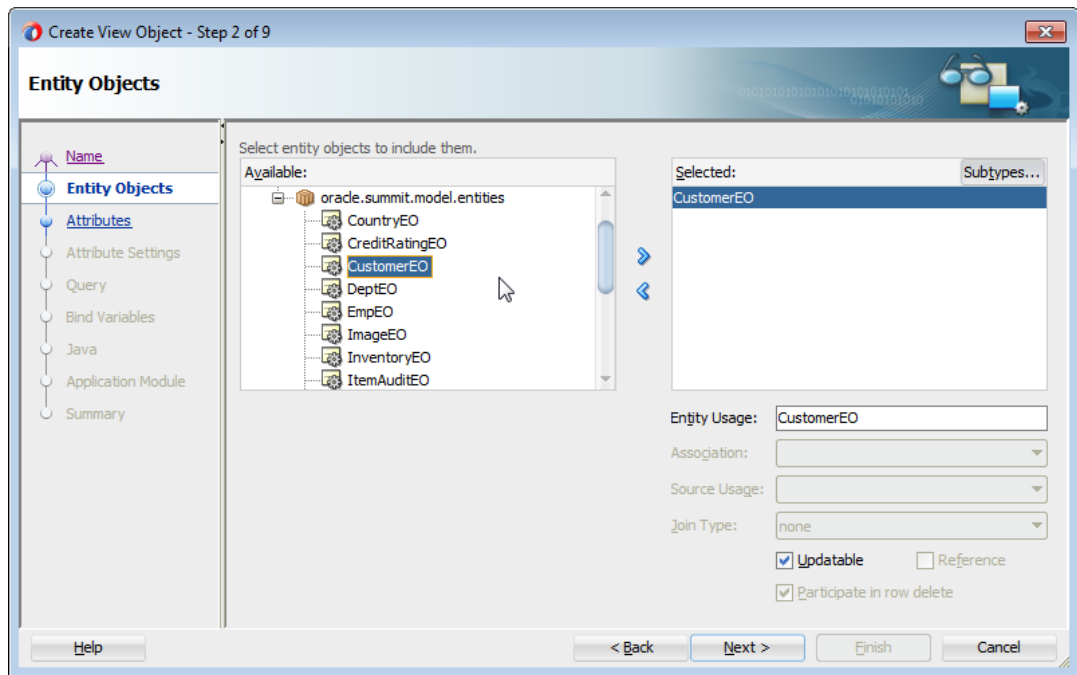 Create View Object - Step 2 of 9
Entity Objects
Name
Entity Objects
Attributes
Attribute Settings
Query
Bind Variables
Java
Application Module
Summary
Select entity objects to include them.
Available:
oracle.summit.model.entities
CountryEO
CreditRatingEO
CustomerEO
DeptEO
EmpEO
ImageEO
InventoryEO
ItemAuditEO
Selected:
Subtypes...
CustomerEO
Entity Usage: CustomerEO
Association:
Source Usage:
Join Type: none
Updatable Reference
Participate in row delete
Help < Back Next > Finish Cancel